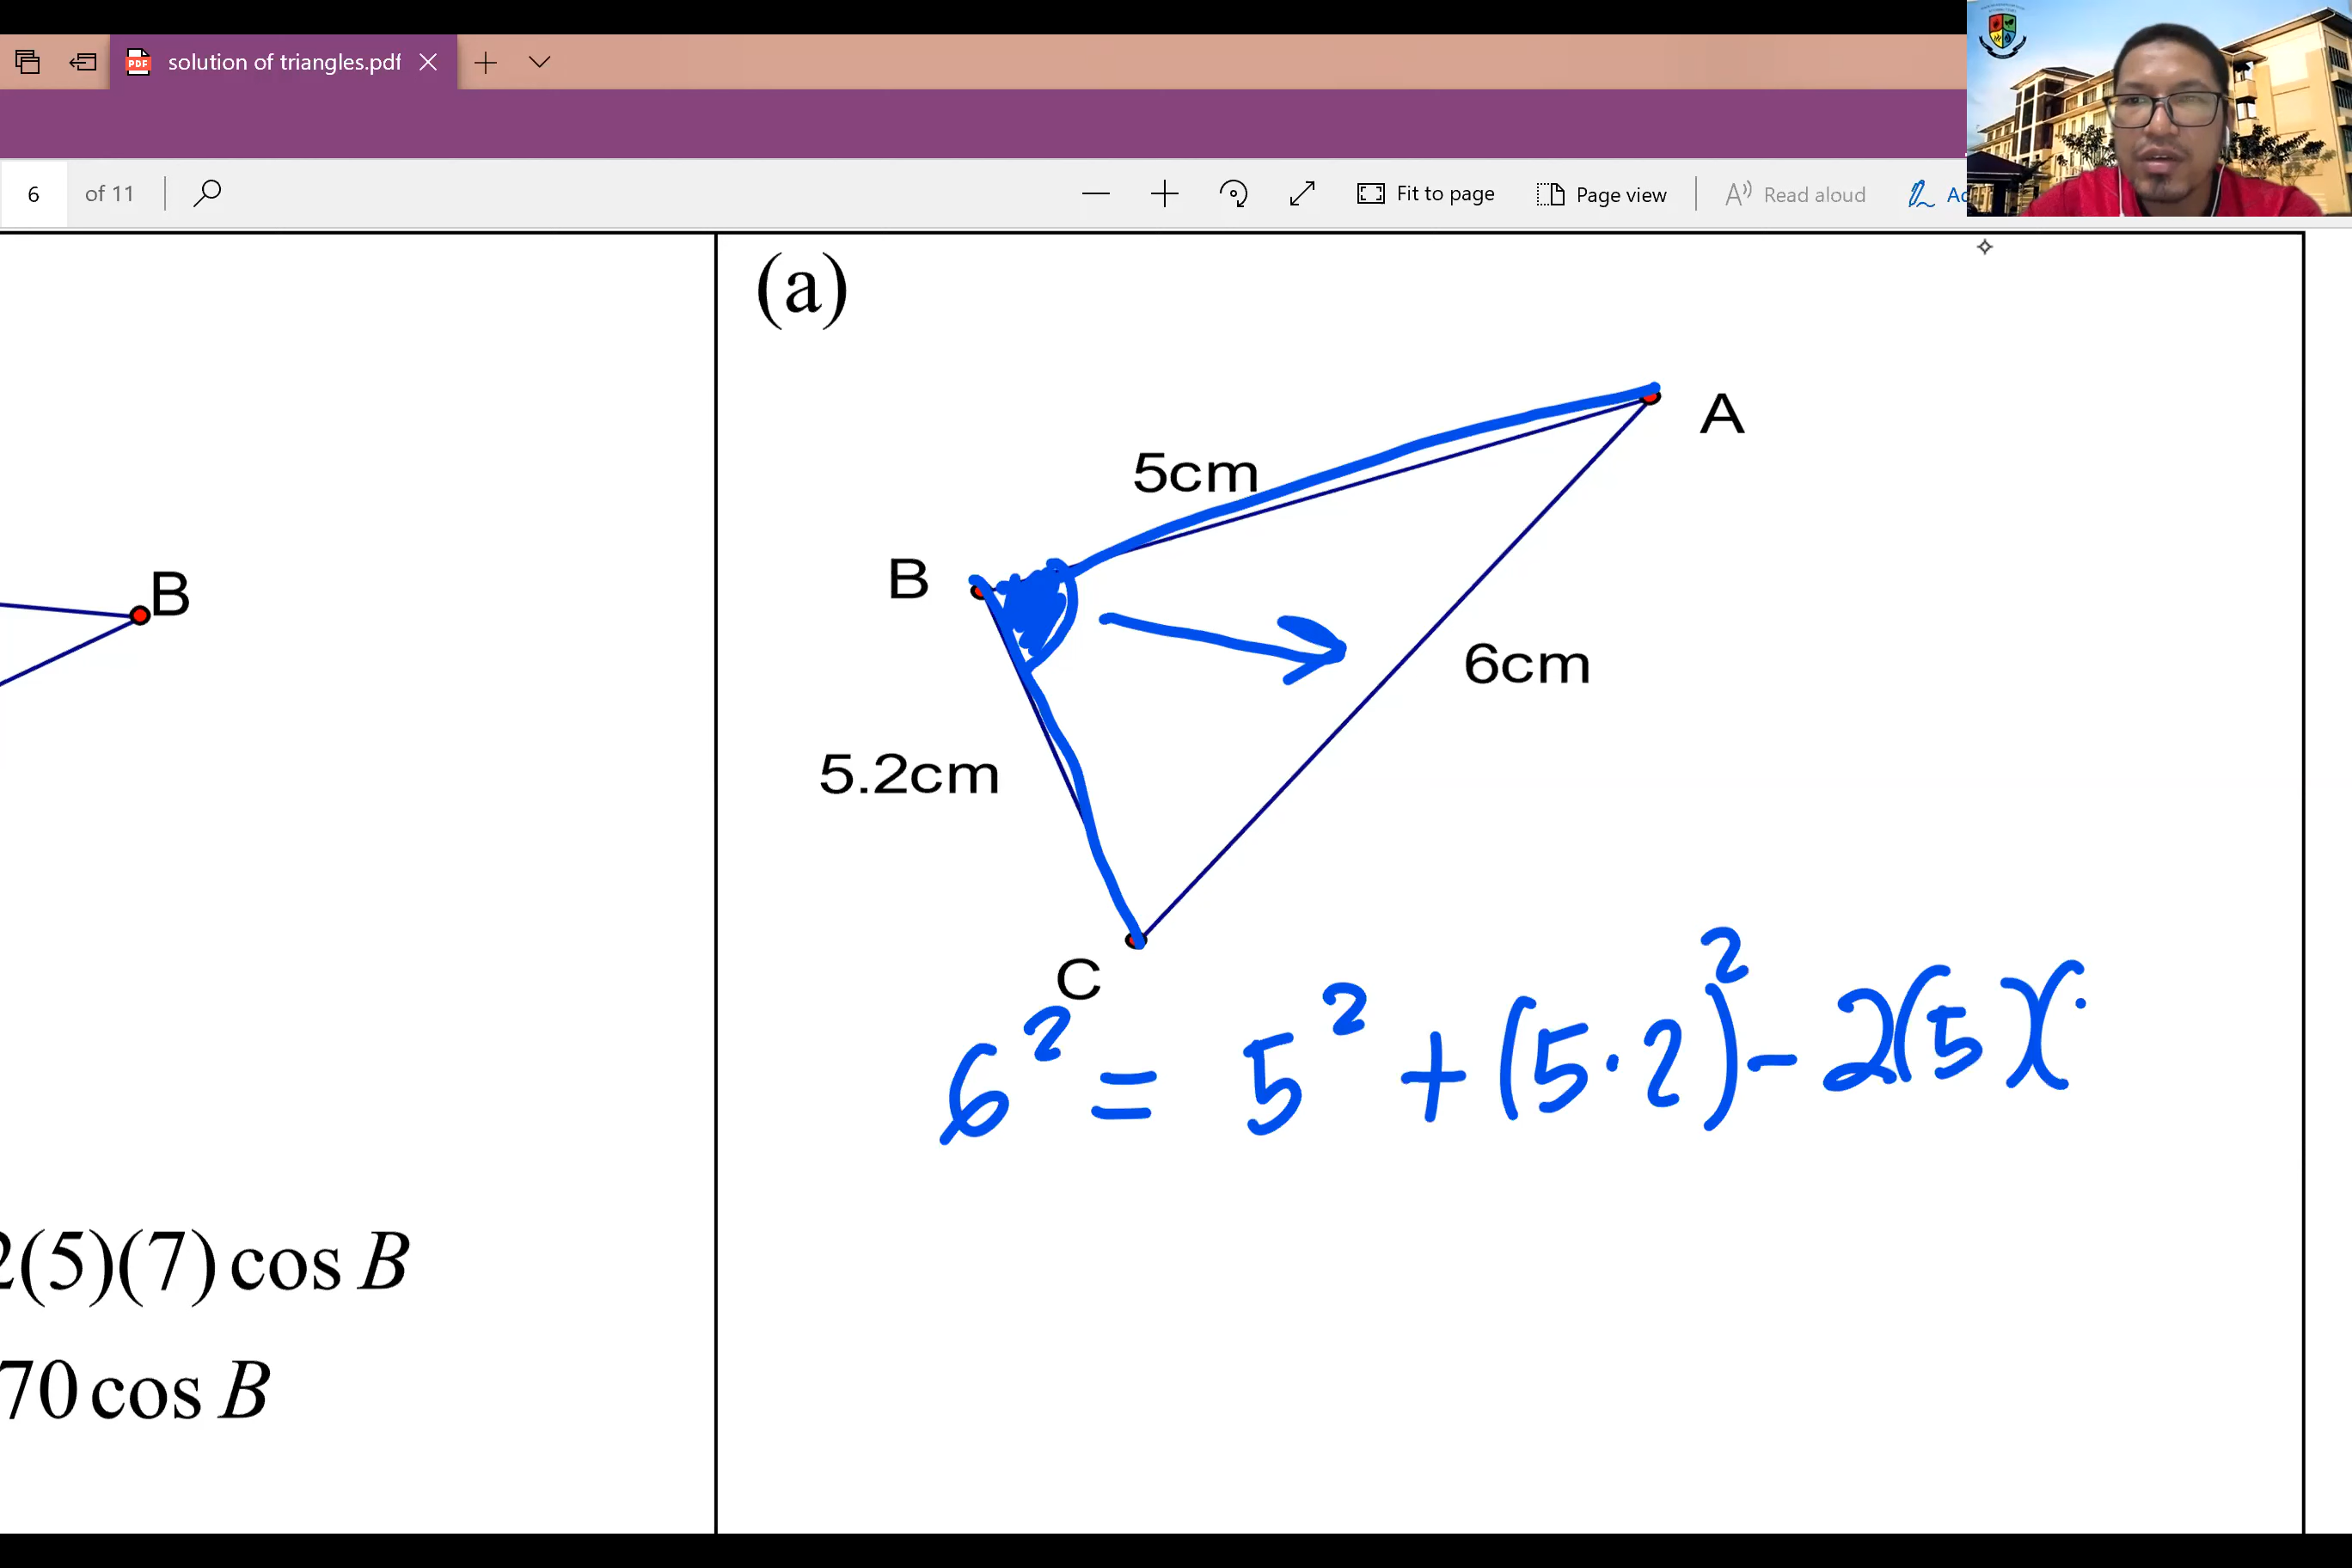 solution of triangles.pdf
6 of 11
Fit to page
Page view
Read aloud
(a)
A
5cm
B
B
6cm
5.2cm
C
6² = 5² + (5·2)² - 2(5)(
2(5)(7) cos B
70 cos B